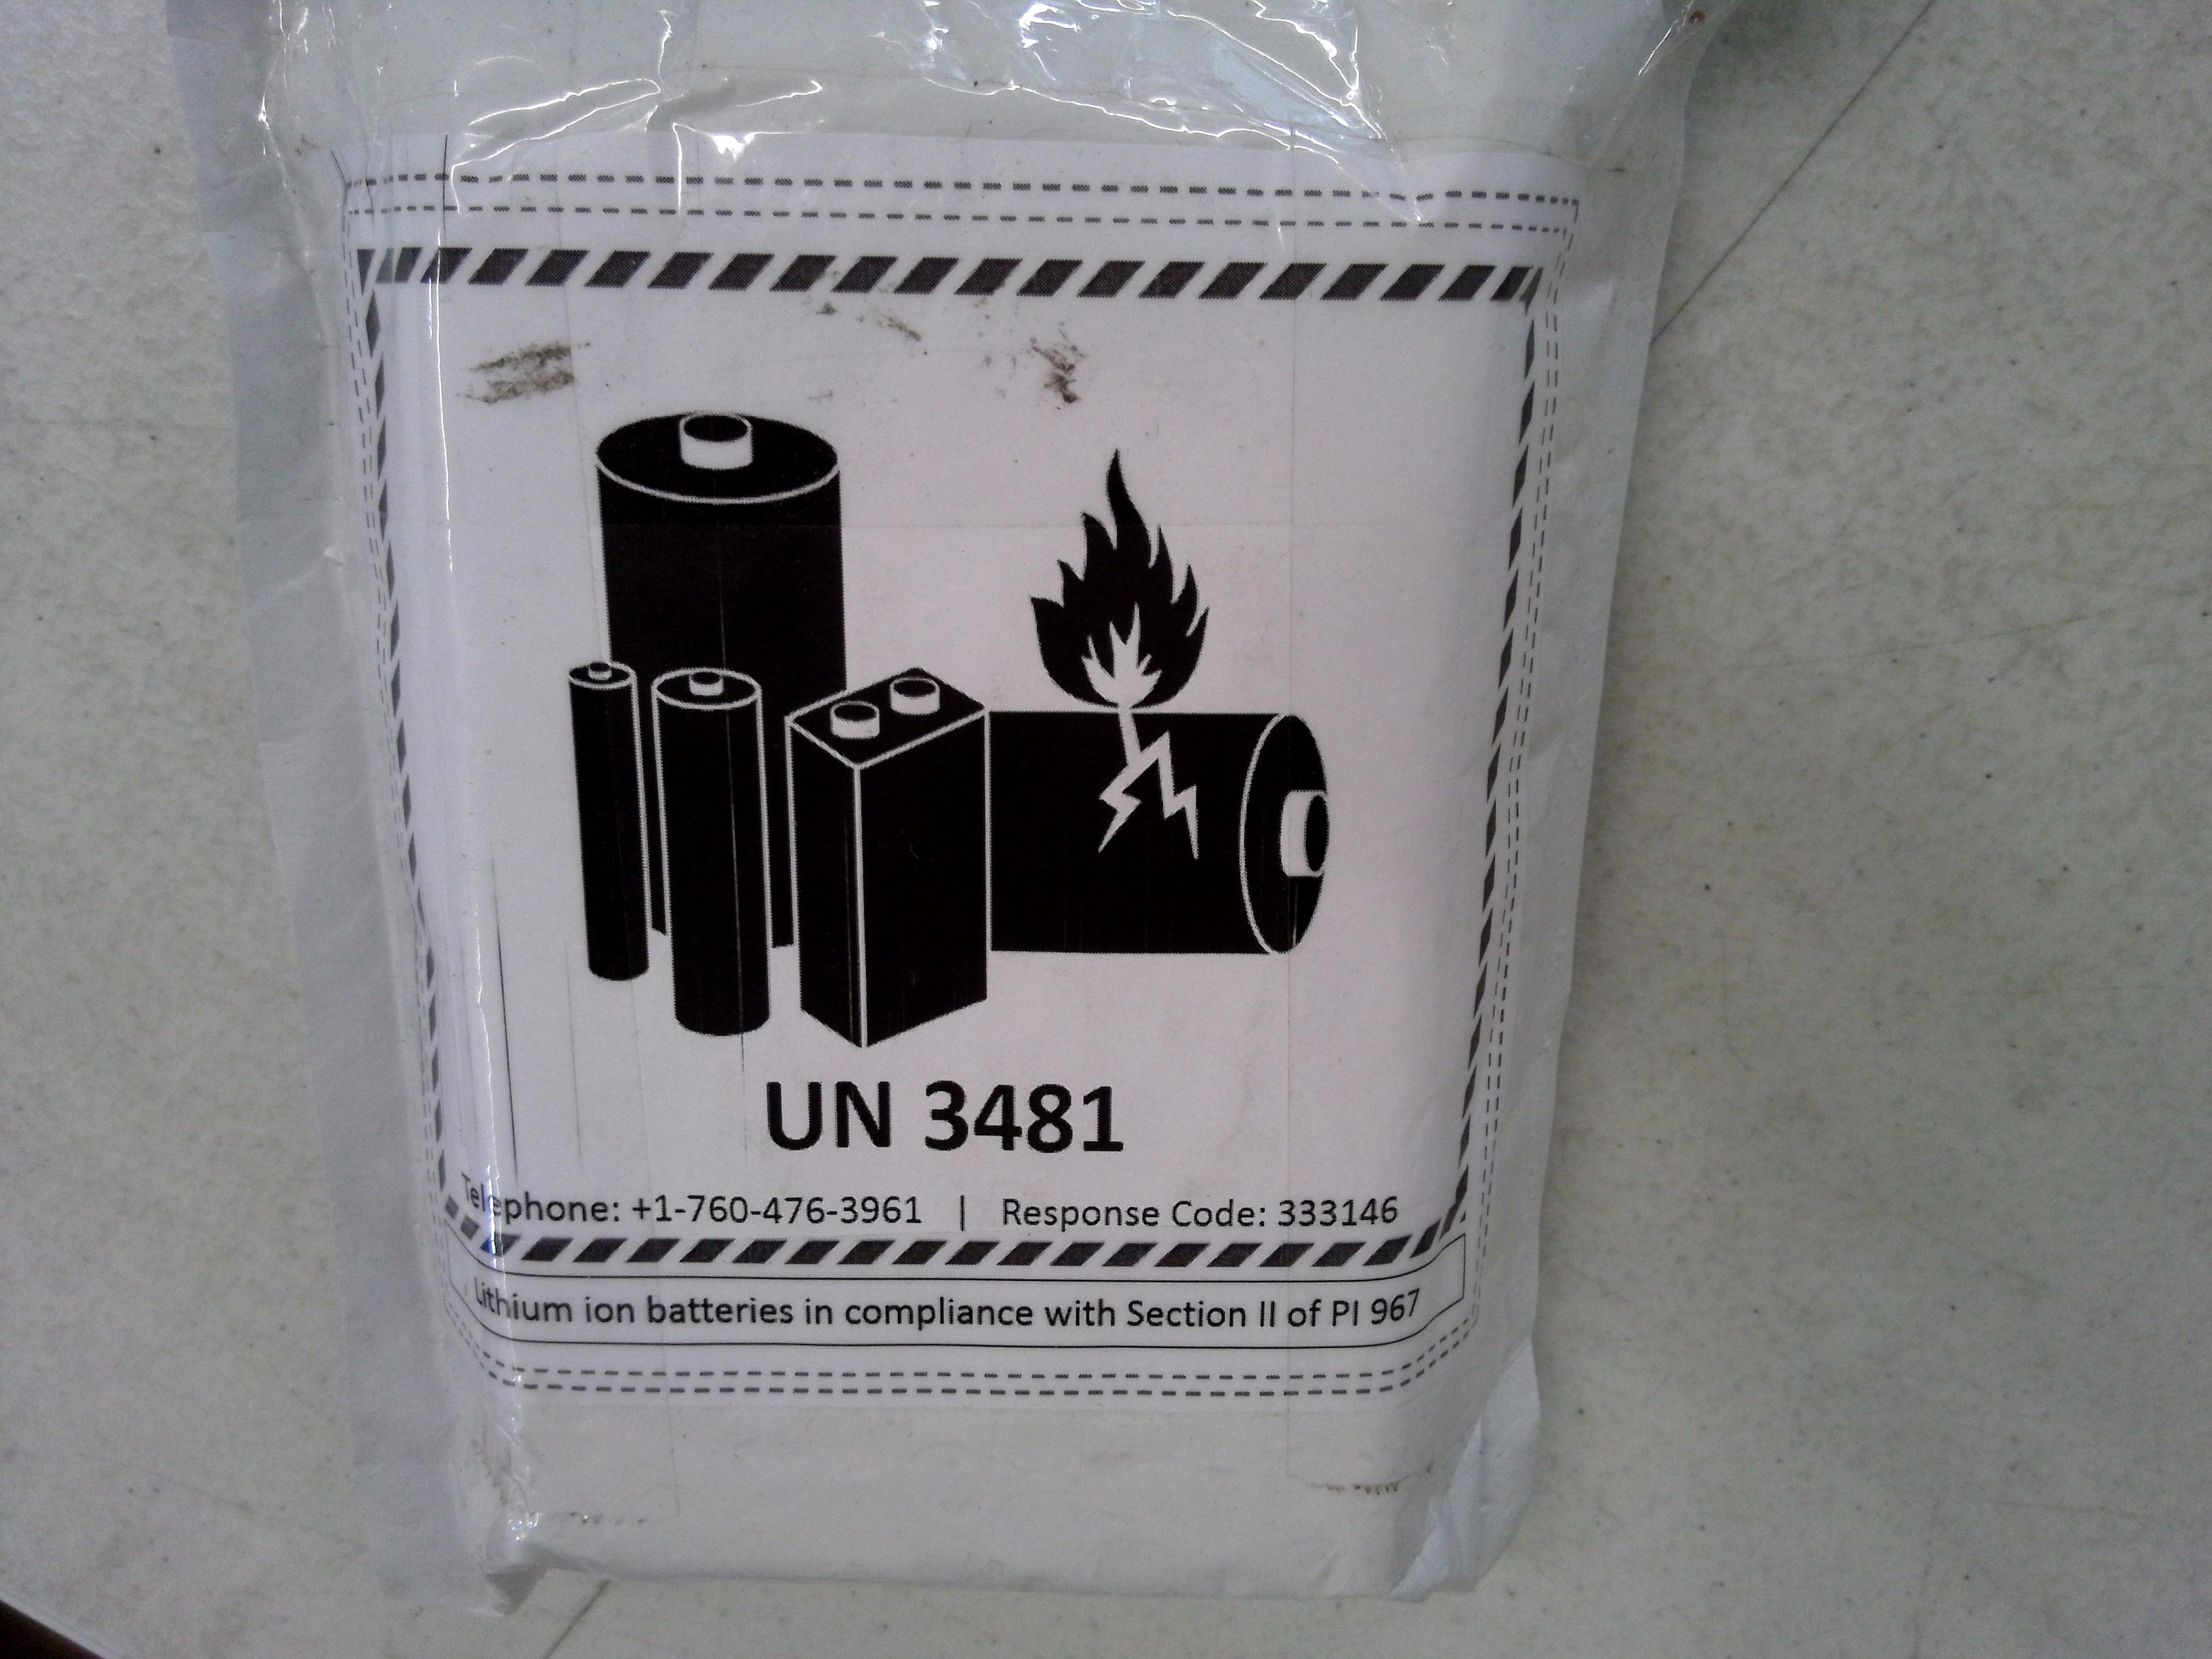 UN 3481
Telephone: +1-760-476-3961 | Response Code: 333146
Lithium ion batteries in compliance with Section II of PI 967